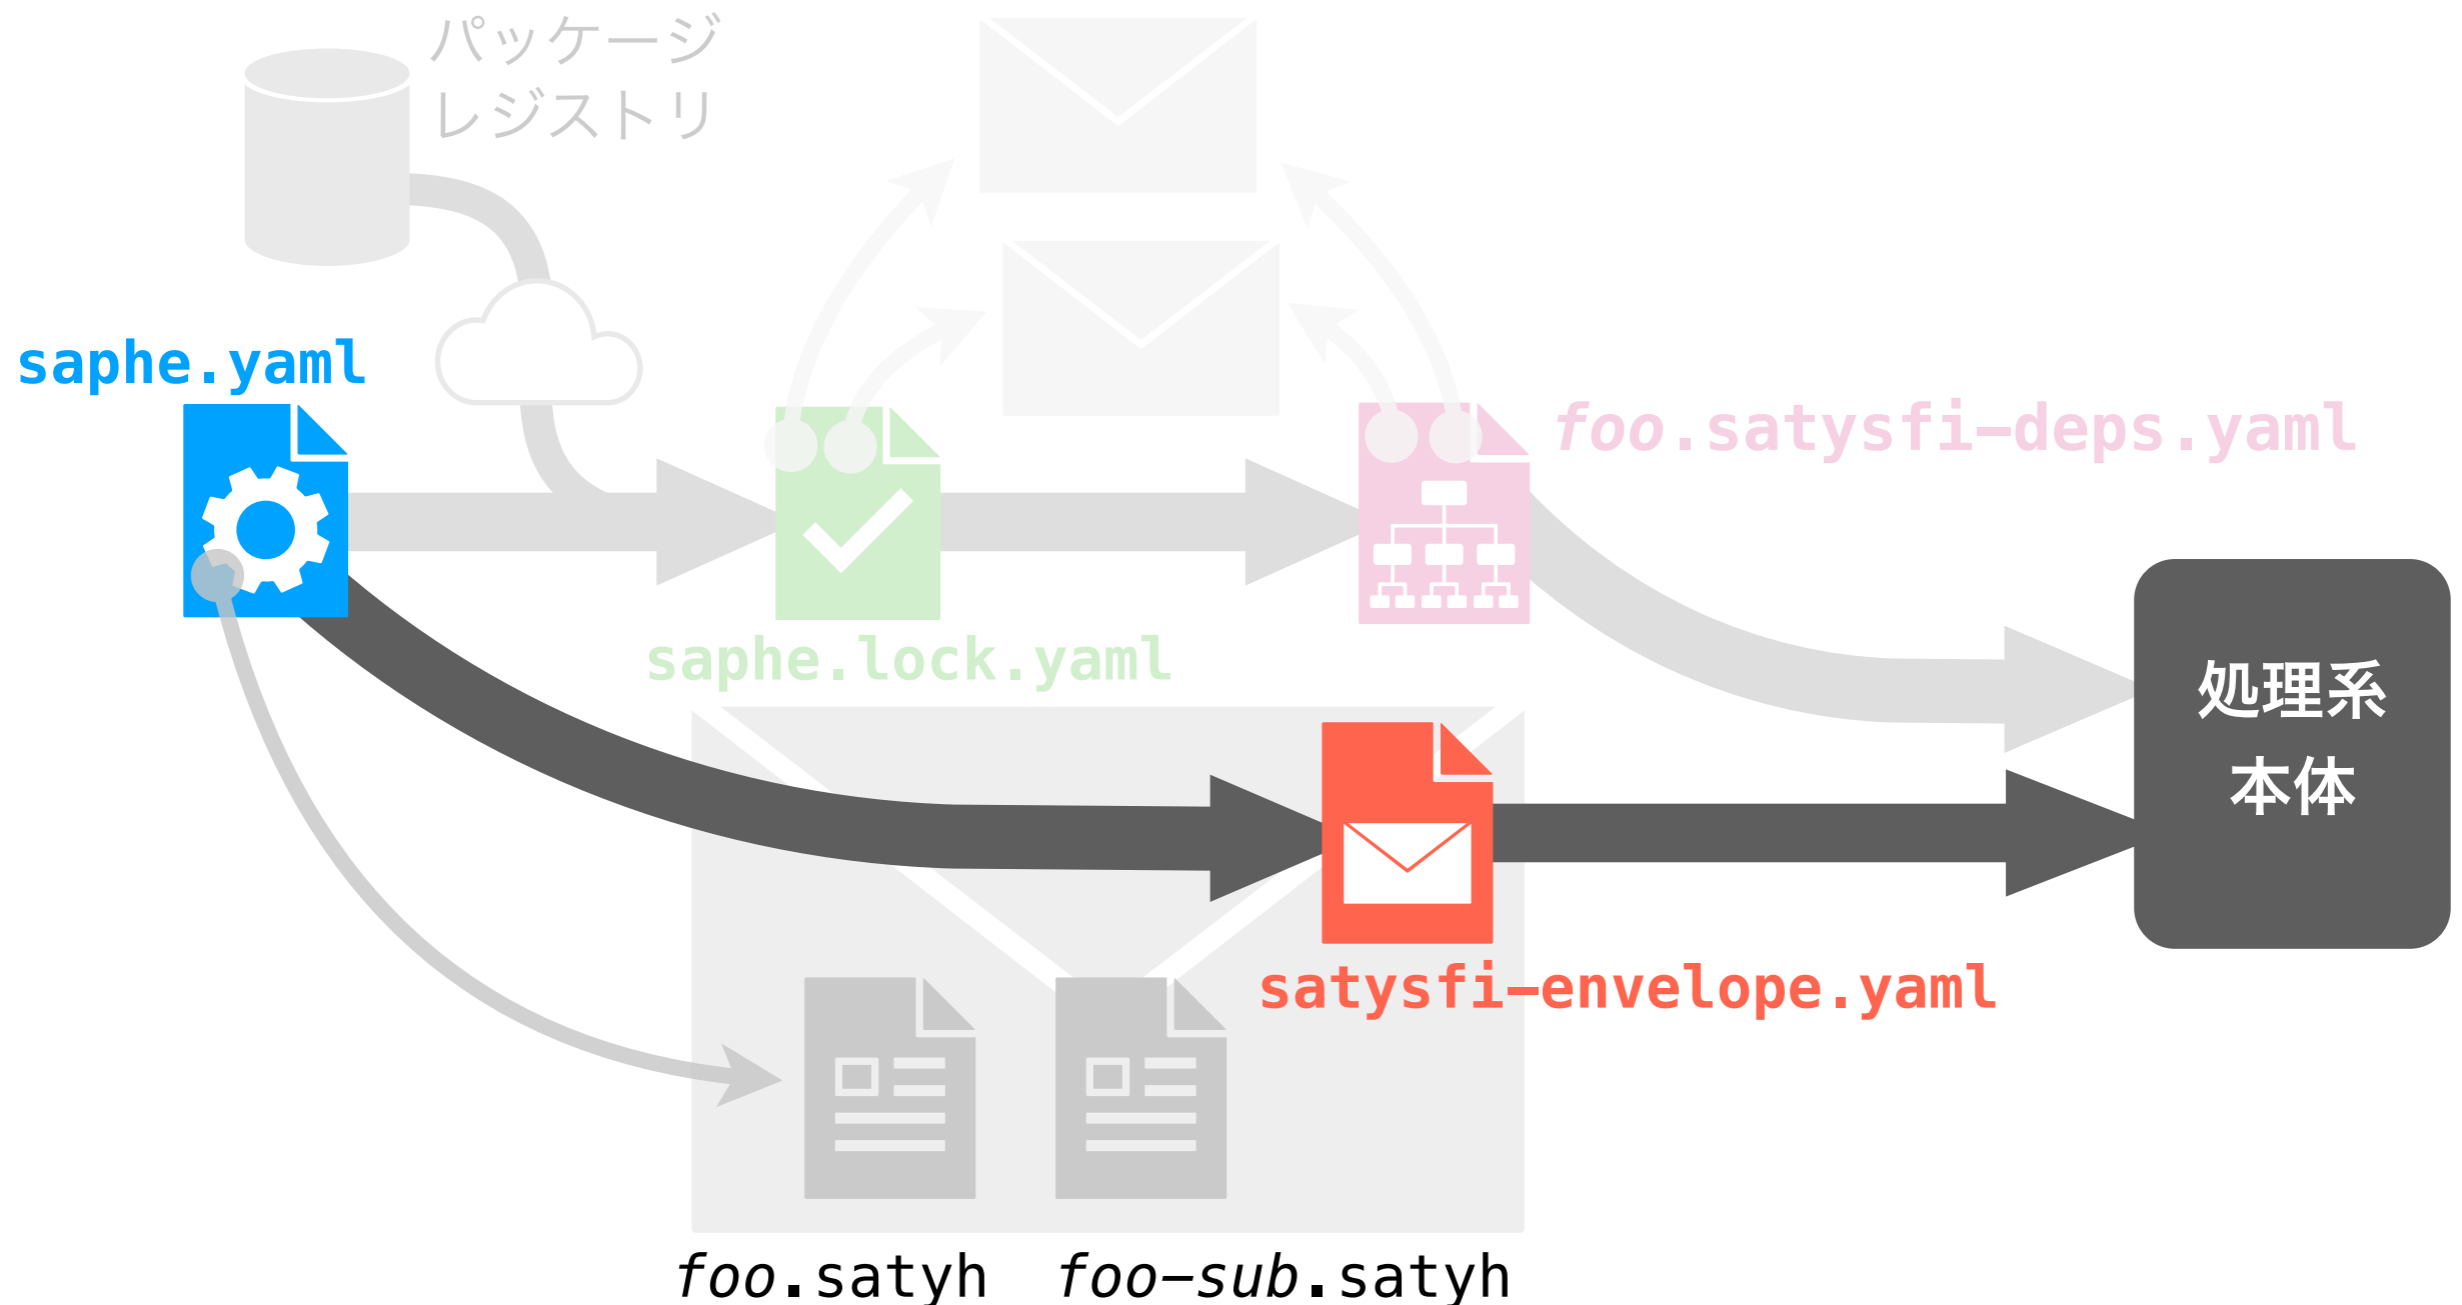 パッケージ
レジストリ
saphe.yaml
foo.satysfi-deps.yaml
saphe.lock.yaml
処理系
本体
satysfi-envelope.yaml
foo.satyh
foo-sub.satyh